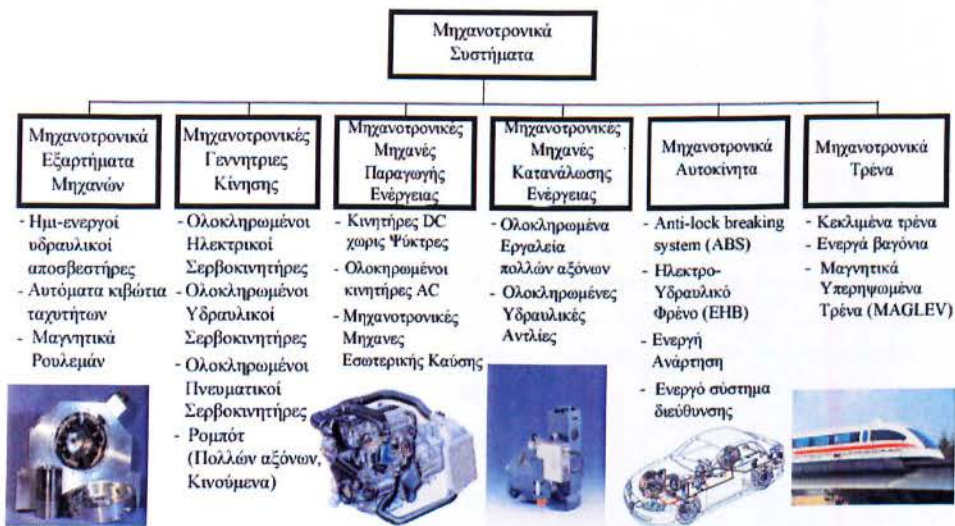 Μηχανοτρονικά
Συστήματα
Μηχανοτρονικά
Εξαρτήματα
Μηχανών
- Ημι-ενεργοί
υδραυλικοί
αποσβεστήρες
- Αυτόματα κιβώτια
ταχυτήτων
- Μαγνητικά
Ρουλεμάν
Μηχανοτρονικές
Γεννητριες
Κίνησης
- Ολοκληρωμένοι
Ηλεκτρικοί
Σερβοκινητήρες
- Ολοκληρωμένοι
Υδραυλικοί
Σερβοκινητήρες
- Ολοκληρωμένοι
Πνευματικοί
Σερβοκινητήρες
- Ρομπότ
(Πολλών αξόνων,
Κινούμενα)
Μηχανοτρονικές
Μηχανές
Παραγωγής
Ενέργειας
- Κινητήρες DC
χωρις Ψύκτρες
- Ολοκηρωμένοι
κινητήρες AC
- Μηχανοτρονικές
Μηχανες
Εσωτερικής Καύσης
Μηχανοτρονικές
Μηχανές
Κατανάλωσης
Ενέργειας
- Ολοκληρωμένα
Εργαλεία
πολλών αξόνων
- Ολοκληρωμένες
Υδραυλικές
Αντλίες
Μηχανοτρονικά
Αυτοκίνητα
- Anti-lock breaking
system (ABS)
- Ηλεκτρο-
Υδραυλικό
Φρένο (EHB)
- Ενεργή
Ανάρτηση
- Ενεργό σύστημα
διεύθυνσης
Μηχανοτρονικά
Τρένα
- Κεκλιμένα τρένα
- Ενεργά βαγόνια
- Μαγνητικά
Υπερηψωμένα
Τρένα (MAGLEV)